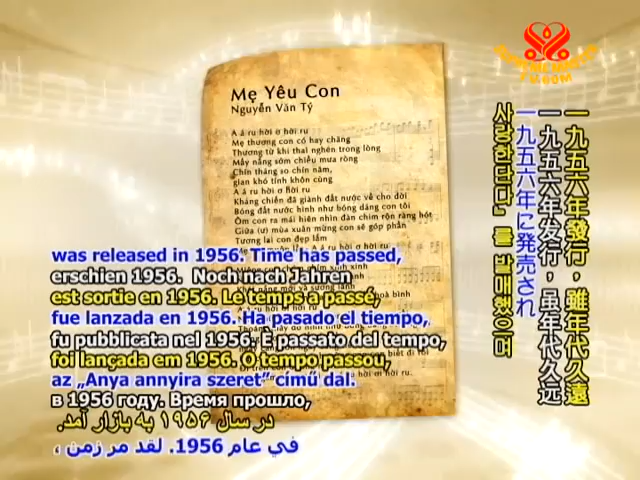 SUPREMEMASTER
TV.COM
Mẹ Yêu Con
Nguyễn Văn Tý
A á ru hời ơ hời ru
Mẹ thương con có hay chăng
Thương từ khi thai nghén trong lòng
Mấy nắng sớm chiều mưa ròng
Chín tháng so chín năm,
gian khó tính khôn cùng
A á ru hời ơ hời ru
Kháng chiến đã giành đất nước về cho đời
Bóng đất nước hình như bóng dáng con tôi
Ôm con ra mái hiên nhìn đàn chim rộn ràng hót
Giữa (ư) mùa xuân mừng con sẽ góp phần
Tương lai con đẹp lắm
was released in 1956. Time has passed,
erschien 1956. Noch nach Jahren
est sortie en 1956. Le temps a passé,
fue lanzada en 1956. Ha pasado el tiempo,
fu pubblicata nel 1956. È passato del tempo,
foi lançada em 1956. O tempo passou,
az „Anya annyira szeret" című dal.
в 1956 году. Время прошло,
در سال ۱۹۵۶ به بازار آمد.
في عام 1956. لقد مر زمن ،
一九五六年發行，雖年代久遠
一九五六年发行，虽年代久远
一九五六年に発売され
사랑한단다」를 발매했으며